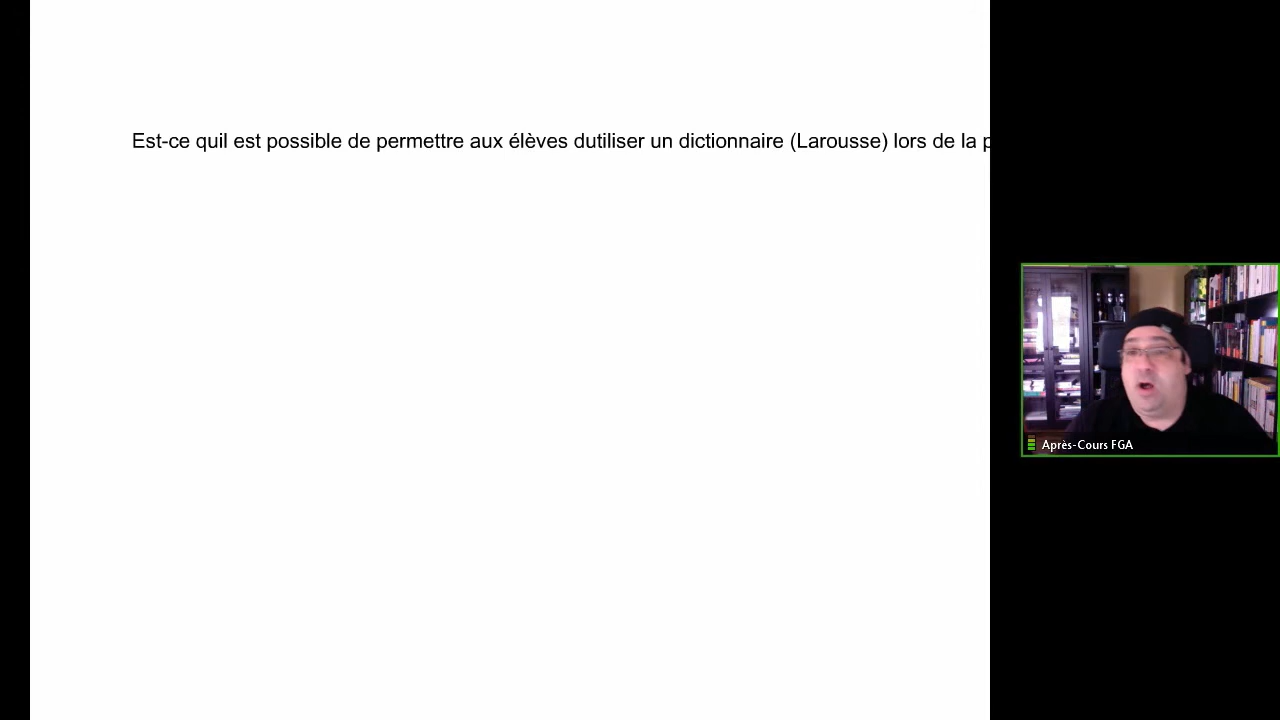 Est-ce quil est possible de permettre aux élèves dutiliser un dictionnaire (Larousse) lors de la
Après-Cours FGA